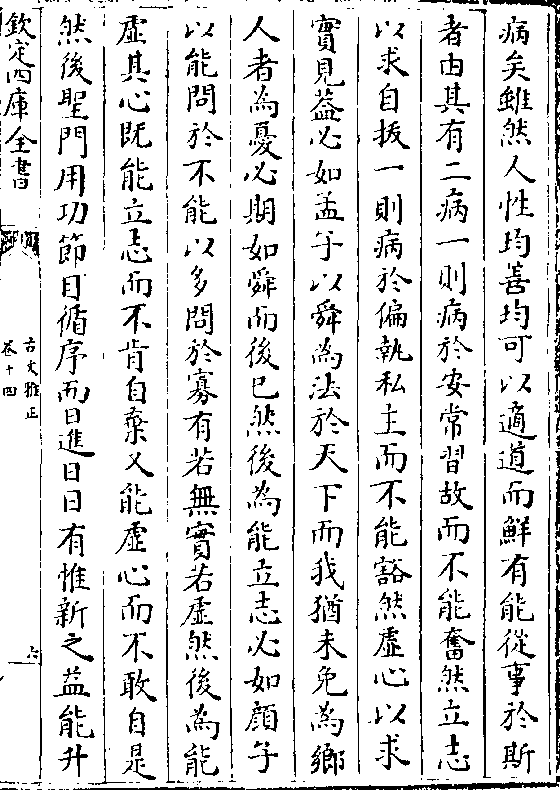 病矣雖然人性均善均可以適道而鮮有能從事於斯
者由其有二病一則病於安常習故而不能奮然立志
以求自拔一則病於偏執私主而不能豁然虛心以求
實見葢必如孟子以舜為法於天下而我猶未免為鄉
人者為憂必期如舜而後已然後為能立志必如顔子
以能問於不能以多問於寡有若無實若虛然後為能
虛其心既能立志而不肯自棄又能虛心而不敢自是
然後聖門用功節目循序而日進日日有惟新之益能升
欽定四庫全書
古文雅正
卷十四
六